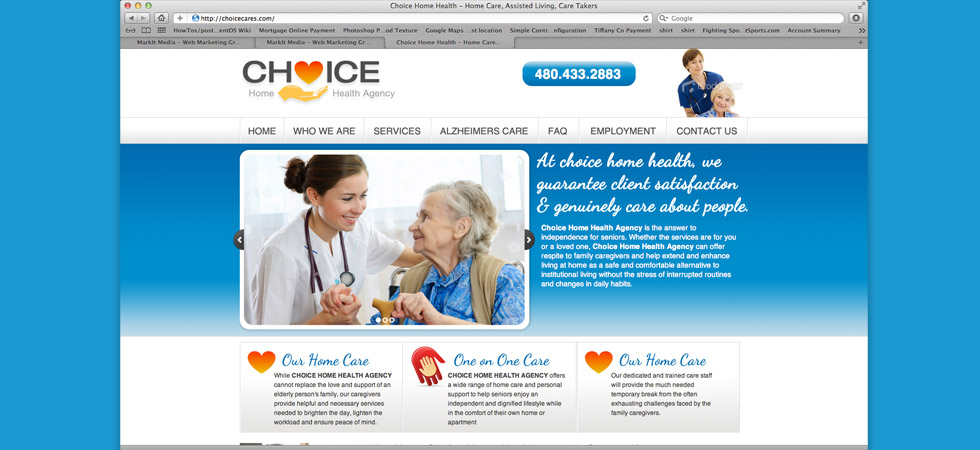 Choice Home Health – Home Care, Assisted Living, Care Takers
http://choicecares.com/
Google
HowTos/post...entOS Wiki Mortgage Online Payment Photoshop P...od Texture Google Maps ...st location Simple Contr...nfiguration Tiffany Co Payment shirt shirt Fighting Spo...tSports.com Account Summary
MarkIt Media – Web Marketing Gr... MarkIt Media – Web Marketing Gr... Choice Home Health – Home Care...
CHOICE
Home Health Agency
480.433.2883
HOME WHO WE ARE SERVICES ALZHEIMERS CARE FAQ EMPLOYMENT CONTACT US
At choice home health, we
guarantee client satisfaction
& genuinely care about people.
Choice Home Health Agency is the answer to
independence for seniors. Whether the services are for you
or a loved one, Choice Home Health Agency can offer
respite to family caregivers and help extend and enhance
living at home as a safe and comfortable alternative to
institutional living without the stress of interrupted routines
and changes in daily habits.
Our Home Care
While CHOICE HOME HEALTH AGENCY
cannot replace the love and support of an
elderly person's family, our caregivers
provide helpful and necessary services
needed to brighten the day, lighten the
workload and ensure peace of mind.
One on One Care
CHOICE HOME HEALTH AGENCY offers
a wide range of home care and personal
support to help seniors enjoy an
independent and dignified lifestyle while
in the comfort of their own home or
apartment
Our Home Care
Our dedicated and trained care staff
will provide the much needed
temporary break from the often
exhausting challenges faced by the
family caregivers.